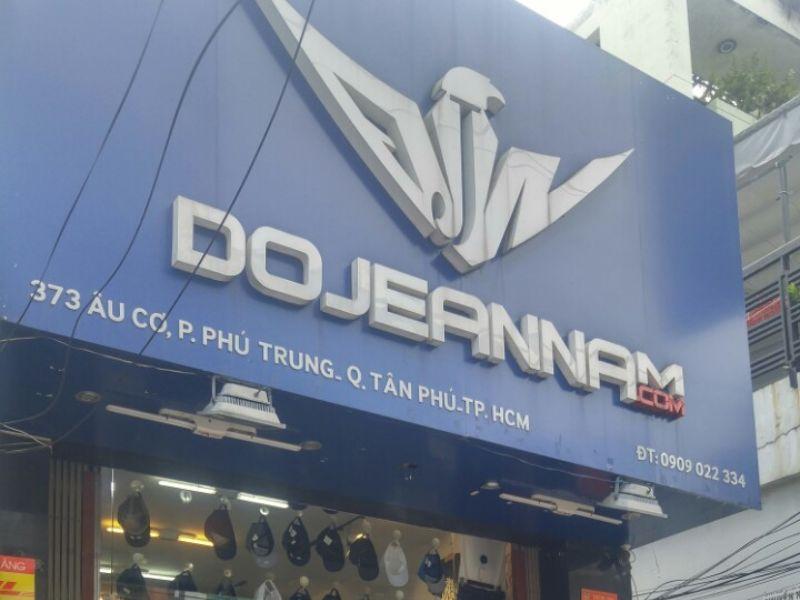 DOJEANNAM
.COM
373 ÂU CƠ, P. PHÚ TRUNG- Q. TÂN PHÚ-TP. HCM
ĐT: 0909 022 334